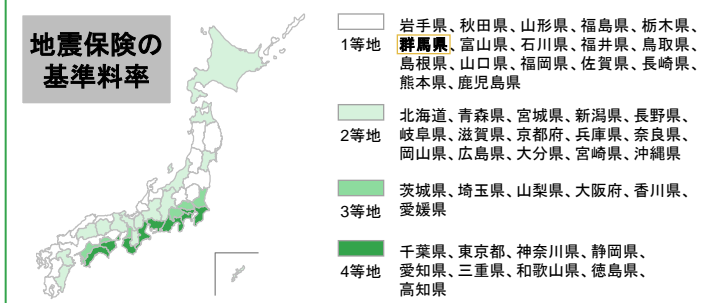 地震保険の
基準料率
1等地
岩手県、秋田県、山形県、福島県、栃木県、
群馬県、富山県、石川県、福井県、鳥取県、
島根県、山口県、福岡県、佐賀県、長崎県、
熊本県、鹿児島県
2等地
北海道、青森県、宮城県、新潟県、長野県、
岐阜県、滋賀県、京都府、兵庫県、奈良県、
岡山県、広島県、大分県、宮崎県、沖縄県
3等地
茨城県、埼玉県、山梨県、大阪府、香川県、
愛媛県
4等地
千葉県、東京都、神奈川県、静岡県、
愛知県、三重県、和歌山県、徳島県、
高知県